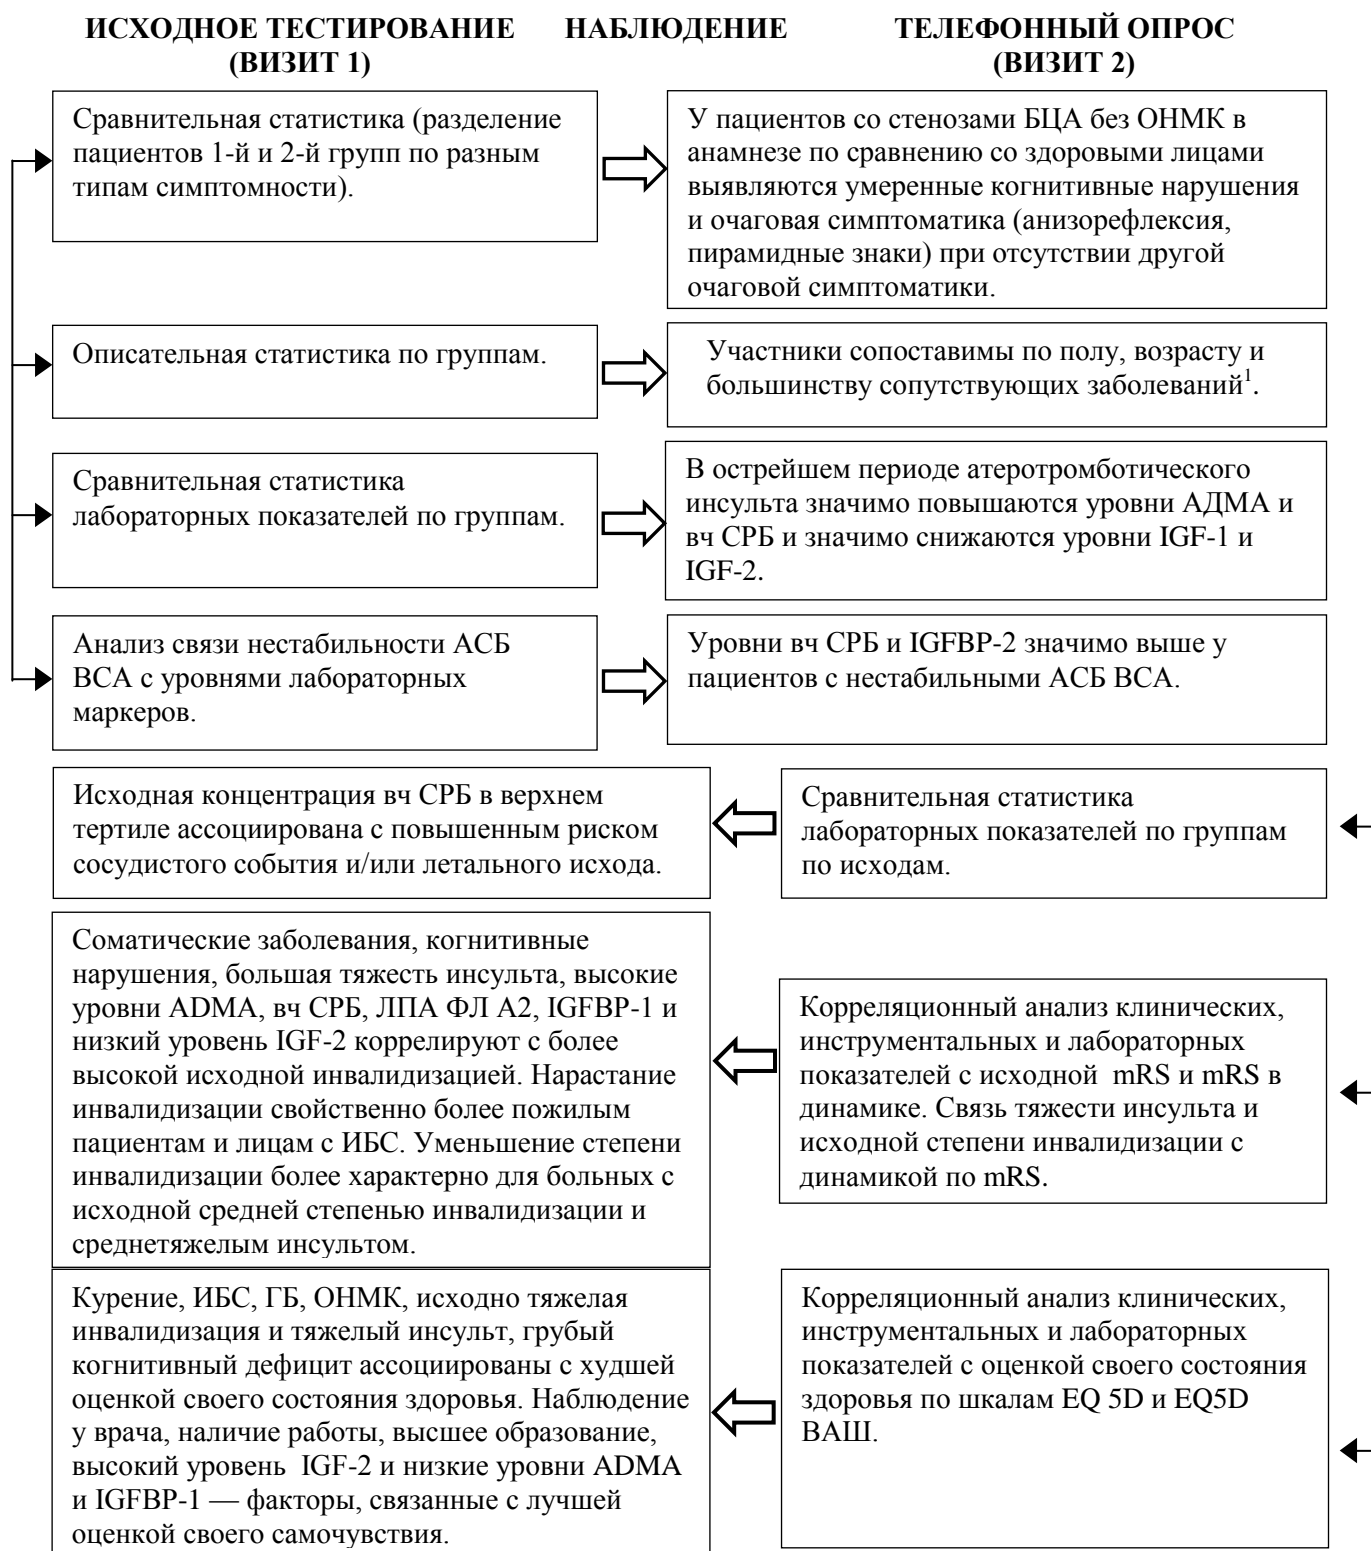 ИСХОДНОЕ ТЕСТИРОВАНИЕ
(ВИЗИТ 1)
НАБЛЮДЕНИЕ
ТЕЛЕФОННЫЙ ОПРОС
(ВИЗИТ 2)
Сравнительная статистика (разделение
пациентов 1-й и 2-й групп по разным
типам симптомности).
У пациентов со стенозами БЦА без ОНМК в
анамнезе по сравнению со здоровыми лицами
выявляются умеренные когнитивные нарушения
и очаговая симптоматика (анизорефлексия,
пирамидные знаки) при отсутствии другой
очаговой симптоматики.
Описательная статистика по группам.
Участники сопоставимы по полу, возрасту и
большинству сопутствующих заболеваний¹.
Сравнительная статистика
лабораторных показателей по группам.
В острейшем периоде атеротромботического
инсульта значимо повышаются уровни АДМА и
вч СРБ и значимо снижаются уровни IGF-1 и
IGF-2.
Анализ связи нестабильности АСБ
ВСА с уровнями лабораторных
маркеров.
Уровни вч СРБ и IGFBP-2 значимо выше у
пациентов с нестабильными АСБ ВСА.
Исходная концентрация вч СРБ в верхнем
тертиле ассоциирована с повышенным риском
сосудистого события и/или летального исхода.
Сравнительная статистика
лабораторных показателей по группам
по исходам.
Соматические заболевания, когнитивные
нарушения, большая тяжесть инсульта, высокие
уровни ADMA, вч СРБ, ЛПА ФЛ А2, IGFBP-1 и
низкий уровень IGF-2 коррелируют с более
высокой исходной инвалидизацией. Нарастание
инвалидизации свойственно более пожилым
пациентам и лицам с ИБС. Уменьшение степени
инвалидизации более характерно для больных с
исходной средней степенью инвалидизации и
среднетяжелым инсультом.
Корреляционный анализ клинических,
инструментальных и лабораторных
показателей с исходной mRS и mRS в
динамике. Связь тяжести инсульта и
исходной степени инвалидизации с
динамикой по mRS.
Курение, ИБС, ГБ, ОНМК, исходно тяжелая
инвалидизация и тяжелый инсульт, грубый
когнитивный дефицит ассоциированы с худшей
оценкой своего состояния здоровья. Наблюдение
у врача, наличие работы, высшее образование,
высокий уровень IGF-2 и низкие уровни ADMA
и IGFBP-1 — факторы, связанные с лучшей
оценкой своего самочувствия.
Корреляционный анализ клинических,
инструментальных и лабораторных
показателей с оценкой своего состояния
здоровья по шкалам EQ 5D и EQ5D
ВАШ.